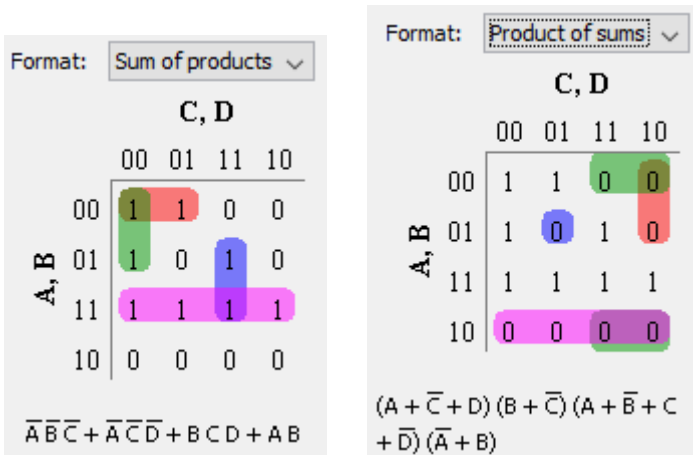 Format: Sum of products
C, D
00 01 11 10
A, B
00 1 1 0 0
01 1 0 1 0
11 1 1 1 1
10 0 0 0 0
A̅ B̅ C̅ + A̅ C̅ D̅ + B C D + A B
Format: Product of sums
C, D
00 01 11 10
A, B
00 1 1 0 0
01 1 0 1 0
11 1 1 1 1
10 0 0 0 0
(A + C̅ + D) (B + C̅) (A + B̅ + C
+ D̅) (A̅ + B)